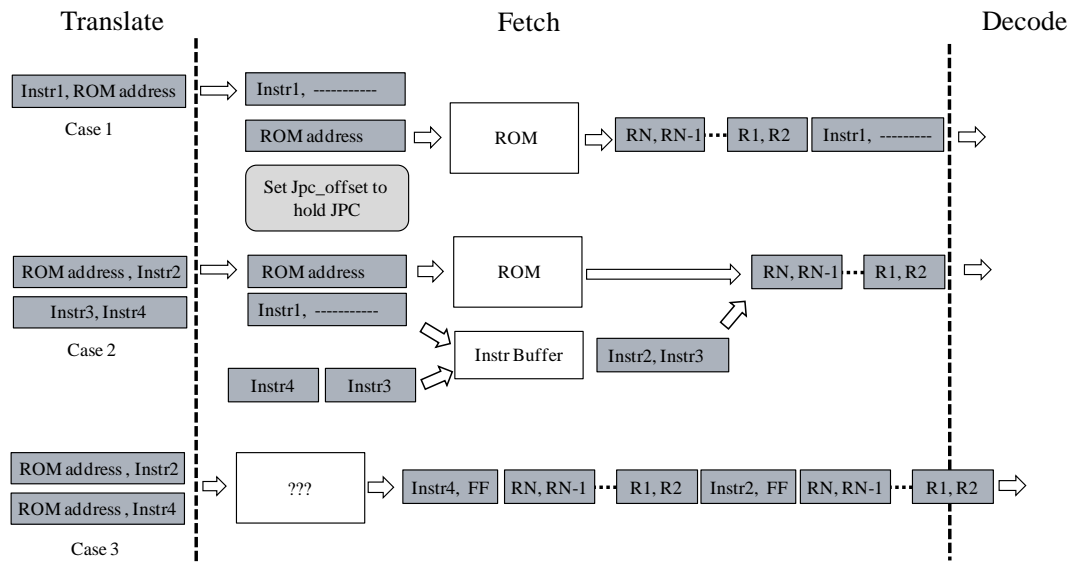 Translate
Fetch
Decode
Instr1, ROM address
Case 1
Instr1, -----------
ROM address
Set Jpc_offset to
hold JPC
ROM
RN, RN-1
R1, R2
Instr1, ---------
ROM address , Instr2
Instr3, Instr4
Case 2
ROM address
Instr1, -----------
Instr4
Instr3
ROM
Instr Buffer
Instr2, Instr3
RN, RN-1
R1, R2
ROM address , Instr2
ROM address , Instr4
Case 3
???
Instr4, FF
RN, RN-1
R1, R2
Instr2, FF
RN, RN-1
R1, R2